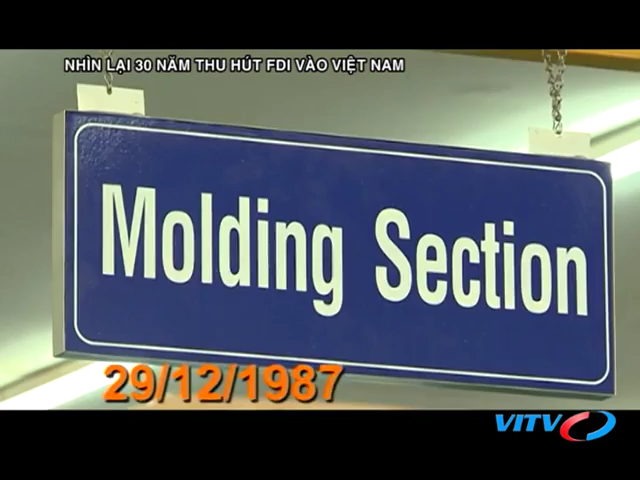 NHÌN LẠI 30 NĂM THU HÚT FDI VÀO VIỆT NAM
Molding Section
29/12/1987
VITV